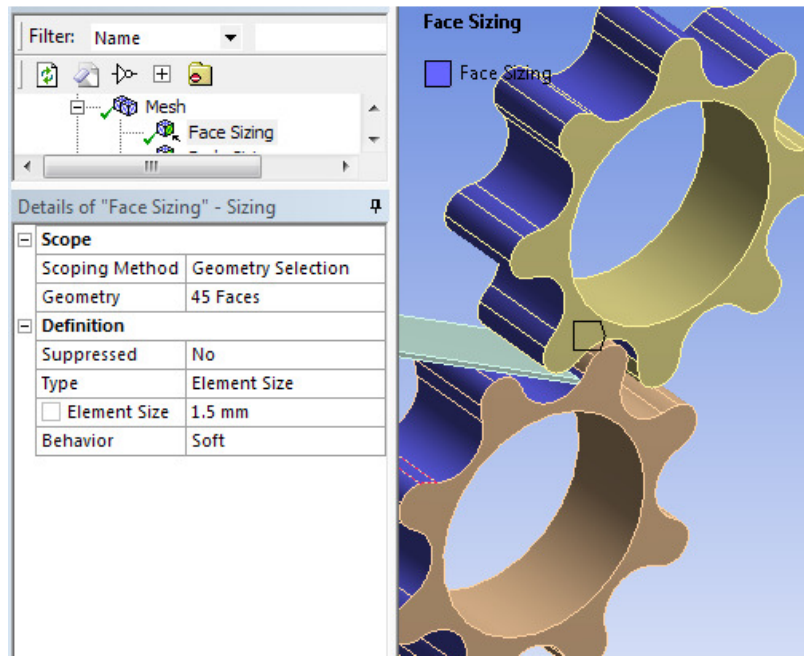 Filter: Name
Mesh
Face Sizing
Details of "Face Sizing" - Sizing
Scope
Scoping Method Geometry Selection
Geometry 45 Faces
Definition
Suppressed No
Type Element Size
Element Size 1.5 mm
Behavior Soft
Face Sizing
Face Sizing